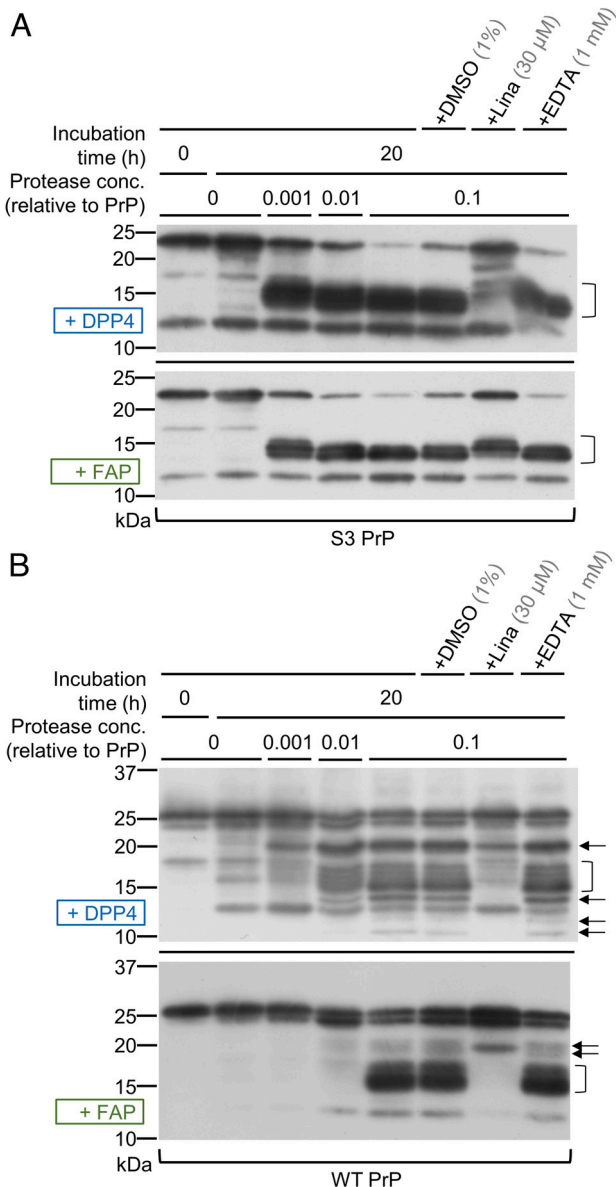 A
+DMSO (1%)
+Lina (30 µM)
+EDTA (1 mM)
Incubation
time (h)
0
20
Protease conc.
(relative to PrP)
0
0.001
0.01
0.1
25
20
15
+ DPP4
10
25
20
15
+ FAP
10
kDa
S3 PrP
B
+DMSO (1%)
+Lina (30 µM)
+EDTA (1 mM)
Incubation
time (h)
0
20
Protease conc.
(relative to PrP)
0
0.001
0.01
0.1
37
25
20
15
+ DPP4
10
37
25
20
15
+ FAP
10
kDa
WT PrP